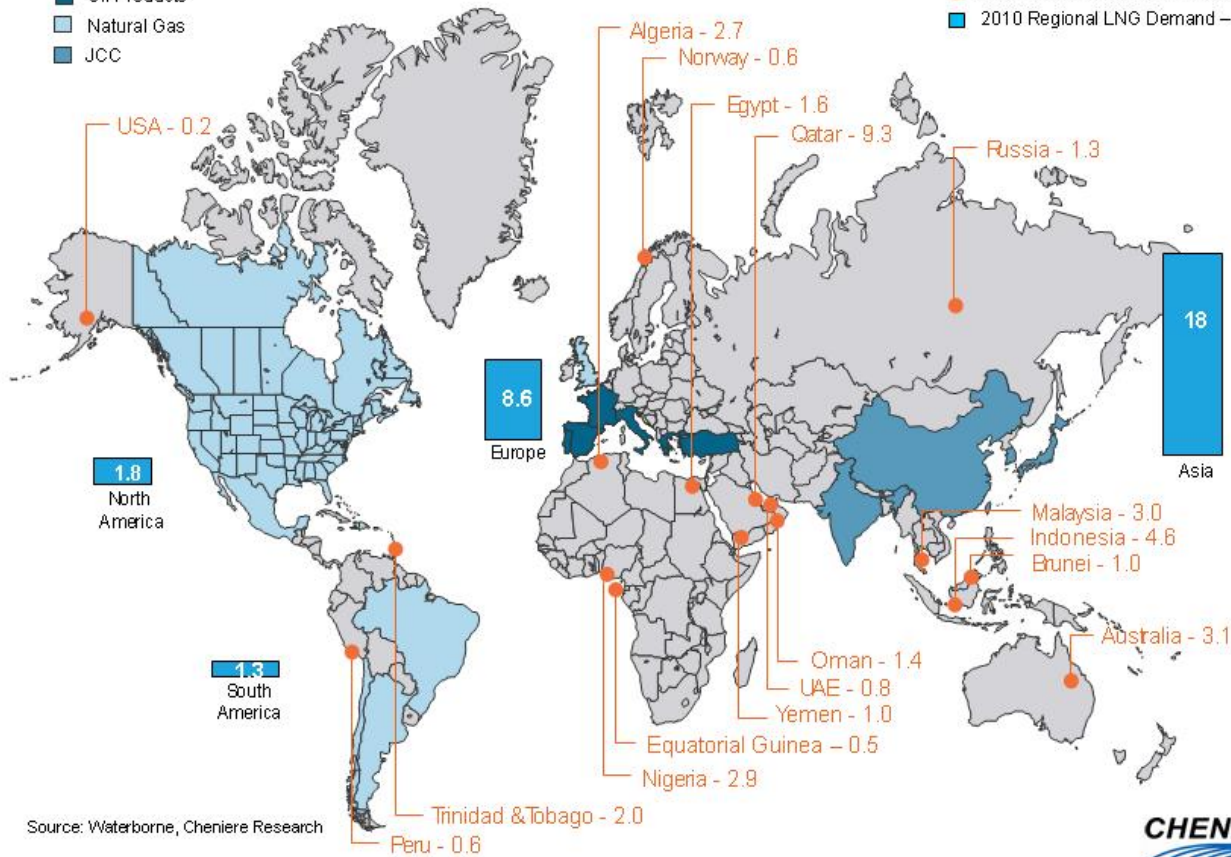 Natural Gas
JCC
2010 Regional LNG Demand –
Algeria - 2.7
Norway - 0.6
USA - 0.2
Egypt - 1.6
Qatar - 9.3
Russia - 1.3
18
Asia
8.6
Europe
1.8
North
America
Malaysia - 3.0
Indonesia - 4.6
Brunei - 1.0
Australia - 3.1
1.3
South
America
Oman - 1.4
UAE - 0.8
Yemen - 1.0
Equatorial Guinea – 0.5
Nigeria - 2.9
Trinidad &Tobago - 2.0
Peru - 0.6
Source: Waterborne, Cheniere Research
CHEN